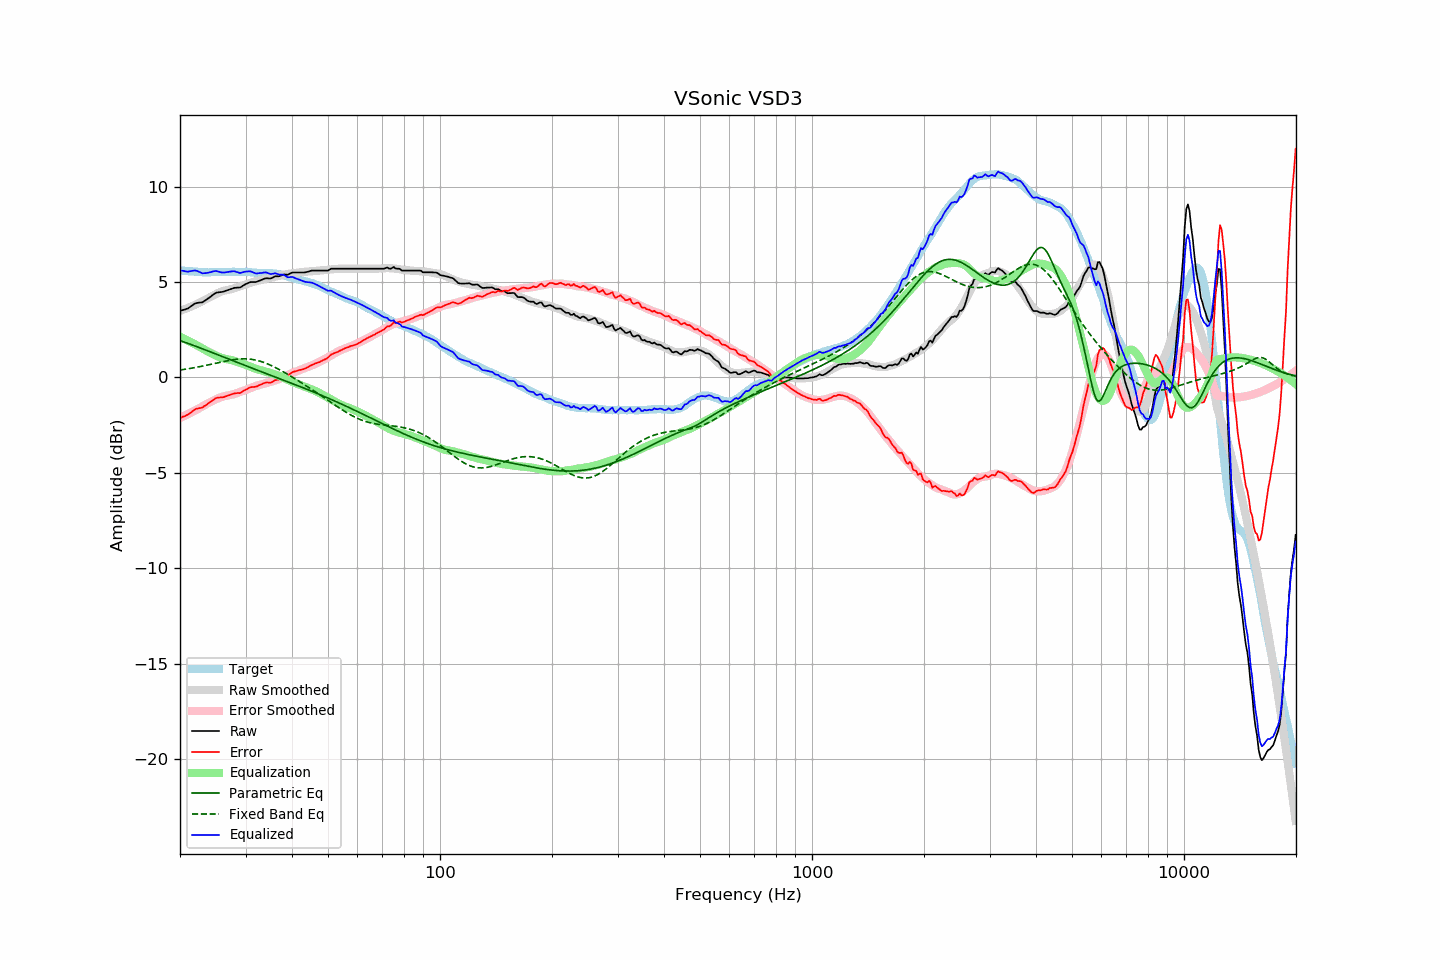 VSonic VSD3
Amplitude (dBr)
10
5
0
−5
−10
−15
−20
Target
Raw Smoothed
Error Smoothed
Raw
Error
Equalization
Parametric Eq
Fixed Band Eq
Equalized
100
1000
10000
Frequency (Hz)